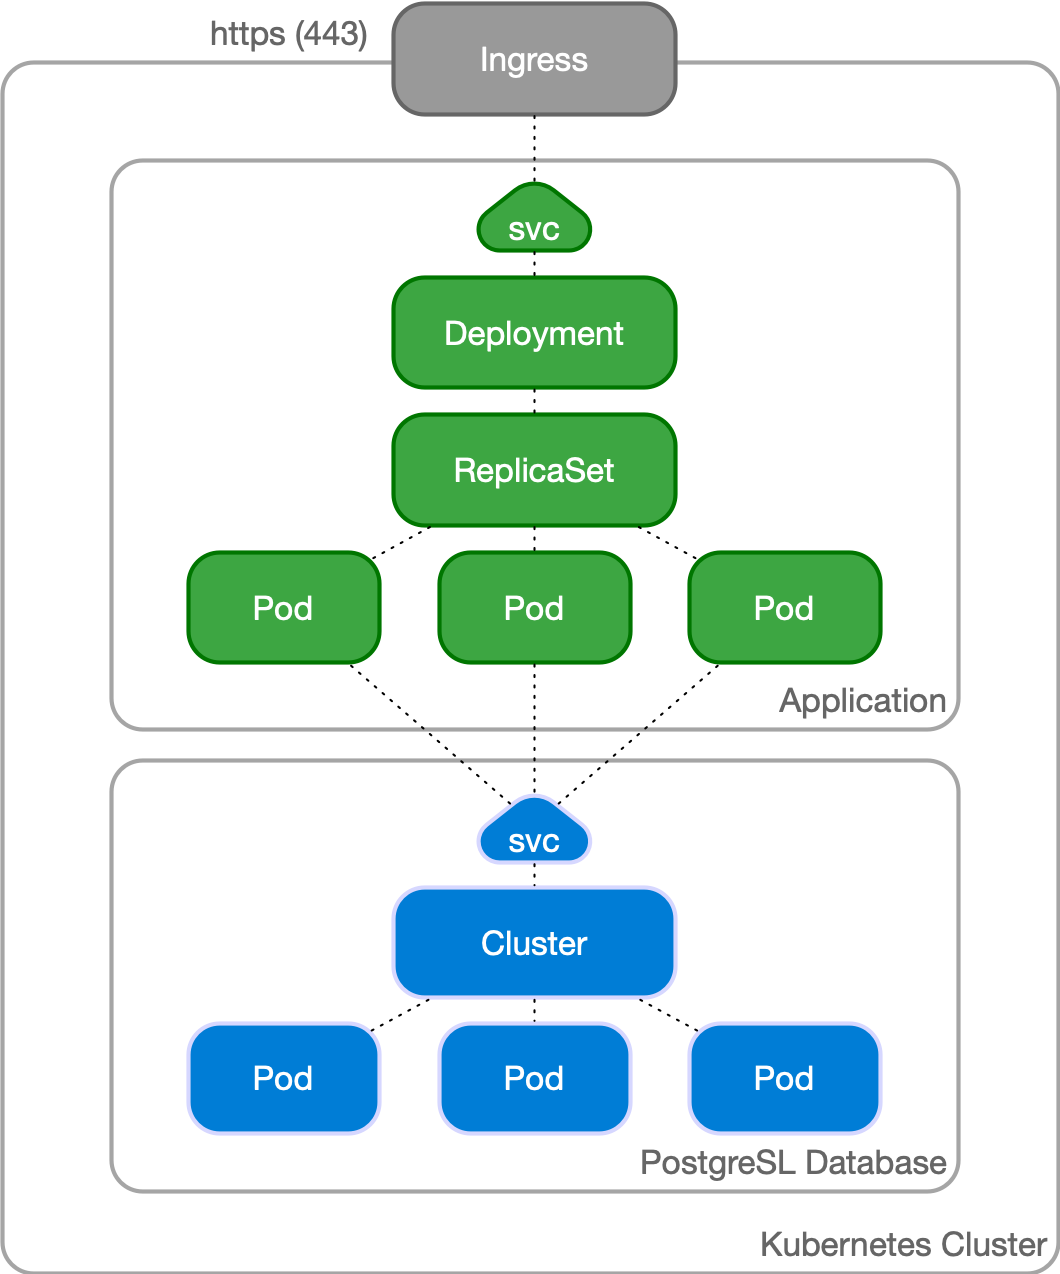 https (443)
Ingress
svc
Deployment
ReplicaSet
Pod
Pod
Pod
Application
svc
Cluster
Pod
Pod
Pod
PostgreSL Database
Kubernetes Cluster